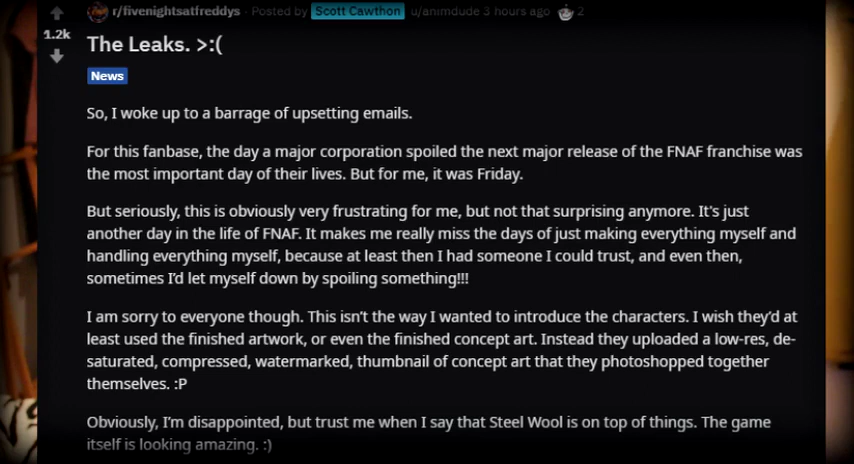 r/fivenightsatfreddys · Posted by Scott Cawthon u/animdude 3 hours ago 2
1.2k
The Leaks. >:(
News
So, I woke up to a barrage of upsetting emails.
For this fanbase, the day a major corporation spoiled the next major release of the FNAF franchise was
the most important day of their lives. But for me, it was Friday.
But seriously, this is obviously very frustrating for me, but not that surprising anymore. It's just
another day in the life of FNAF. It makes me really miss the days of just making everything myself and
handling everything myself, because at least then I had someone I could trust, and even then,
sometimes I'd let myself down by spoiling something!!!
I am sorry to everyone though. This isn't the way I wanted to introduce the characters. I wish they'd at
least used the finished artwork, or even the finished concept art. Instead they uploaded a low-res, de-
saturated, compressed, watermarked, thumbnail of concept art that they photoshopped together
themselves. :P
Obviously, I'm disappointed, but trust me when I say that Steel Wool is on top of things. The game
itself is looking amazing. :)